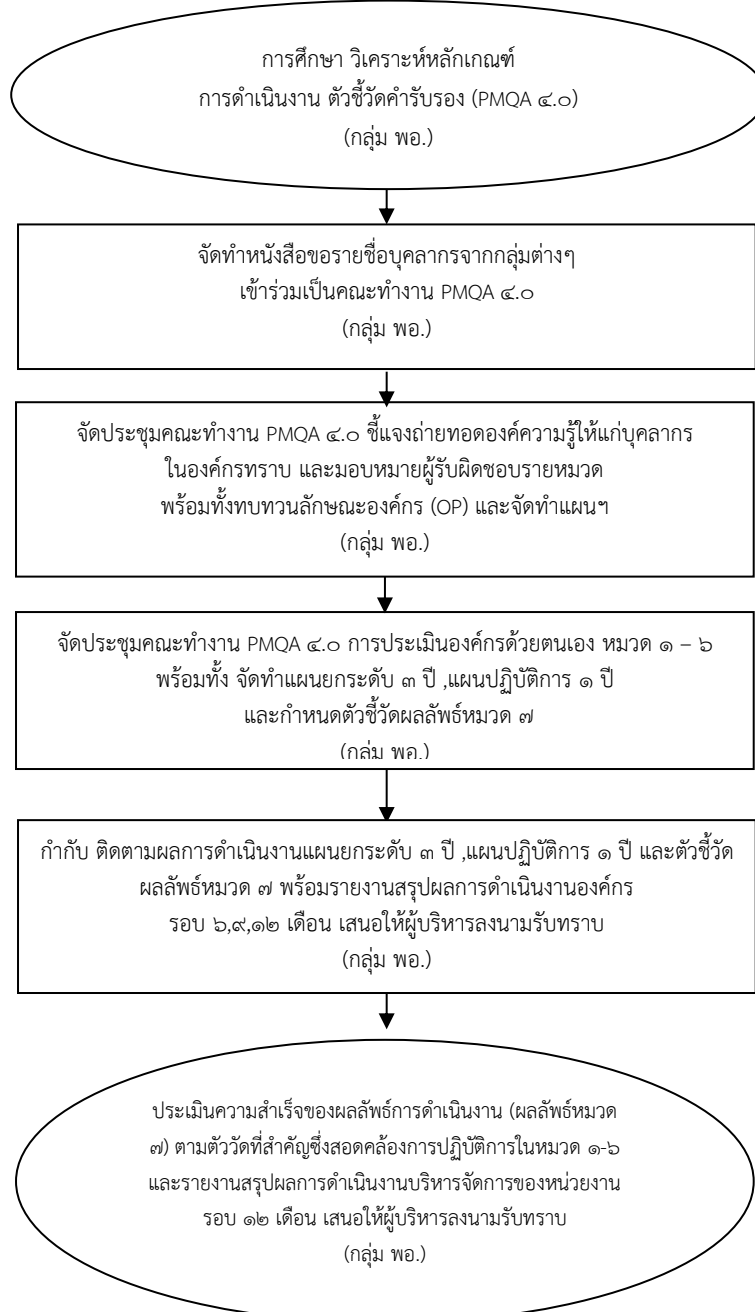 การศึกษา วิเคราะห์หลักเกณฑ์
การดำเนินงาน ตัวชี้วัดคำรับรอง (PMQA ๔.๐)
(กลุ่ม พอ.)
จัดทำหนังสือขอรายชื่อบุคลากรจากกลุ่มต่างๆ
เข้าร่วมเป็นคณะทำงาน PMQA ๔.๐
(กลุ่ม พอ.)
จัดประชุมคณะทำงาน PMQA ๔.๐ ชี้แจงถ่ายทอดองค์ความรู้ให้แก่บุคลากร
ในองค์กรทราบ และมอบหมายผู้รับผิดชอบรายหมวด
พร้อมทั้งทบทวนลักษณะองค์กร (OP) และจัดทำแผนฯ
(กลุ่ม พอ.)
จัดประชุมคณะทำงาน PMQA ๔.๐ การประเมินองค์กรด้วยตนเอง หมวด ๑ – ๖
พร้อมทั้ง จัดทำแผนยกระดับ ๓ ปี ,แผนปฏิบัติการ ๑ ปี
และกำหนดตัวชี้วัดผลลัพธ์หมวด ๗
(กลุ่ม พอ.)
กำกับ ติดตามผลการดำเนินงานแผนยกระดับ ๓ ปี ,แผนปฏิบัติการ ๑ ปี และตัวชี้วัด
ผลลัพธ์หมวด ๗ พร้อมรายงานสรุปผลการดำเนินงานองค์กร
รอบ ๖,๙,๑๒ เดือน เสนอให้ผู้บริหารลงนามรับทราบ
(กลุ่ม พอ.)
ประเมินความสำเร็จของผลลัพธ์การดำเนินงาน (ผลลัพธ์หมวด
๗) ตามตัววัดที่สำคัญซึ่งสอดคล้องการปฏิบัติการในหมวด ๑-๖
และรายงานสรุปผลการดำเนินงานบริหารจัดการของหน่วยงาน
รอบ ๑๒ เดือน เสนอให้ผู้บริหารลงนามรับทราบ
(กลุ่ม พอ.)